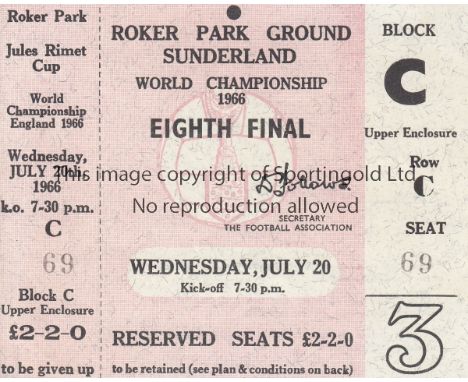 Roker Park
Jules Rimet
Cup
World
Championship
England 1966
Wednesday,
JULY 20th.
1966
k.o. 7-30 p.m.
C
69
Block C
Upper Enclosure
£2-2-0
to be given up
ROKER PARK GROUND
SUNDERLAND
WORLD CHAMPIONSHIP
1966
EIGHTH FINAL
This image copyright of Sportingold Ltd
No reproduction allowed
D. Follows
SECRETARY
THE FOOTBALL ASSOCIATION
WEDNESDAY, JULY 20
Kick-off 7-30 p.m.
RESERVED SEATS £2-2-0
to be retained (see plan & conditions on back)
BLOCK
C
Upper Enclosure
Row
C
SEAT
69
3